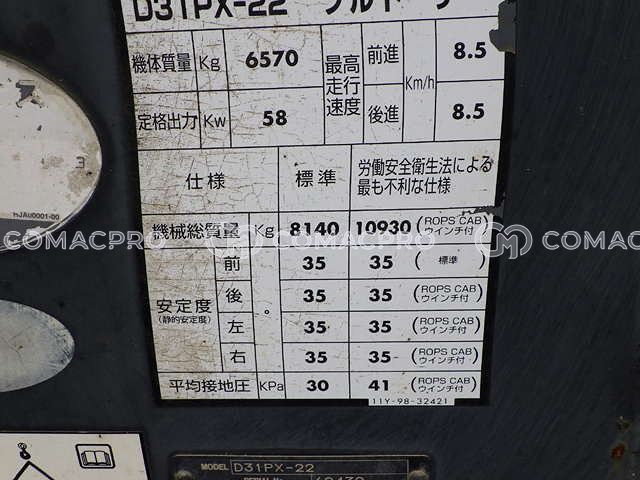 D31PX-22 ブルドーザ
機体質量 Kg 6570 最高走行速度 前進 Km/h 8.5
定格出力 Kw 58 後進 8.5
仕様 標準 労働安全衛生法による最も不利な仕様
機械総質量 Kg 8140 10930 (ROPS CAB ウインチ付)
安定度 (静的安定度) 前 ° 35 35 (標準)
後 35 35 (ROPS CAB ウインチ付)
左 35 35 (ROPS CAB ウインチ付)
右 35 35 (ROPS CAB ウインチ付)
平均接地圧 KPa 30 41 (ROPS CAB ウインチ付)
11Y-98-32421
MODEL D31PX-22
COMACPRO COMACPRO COMACPRO